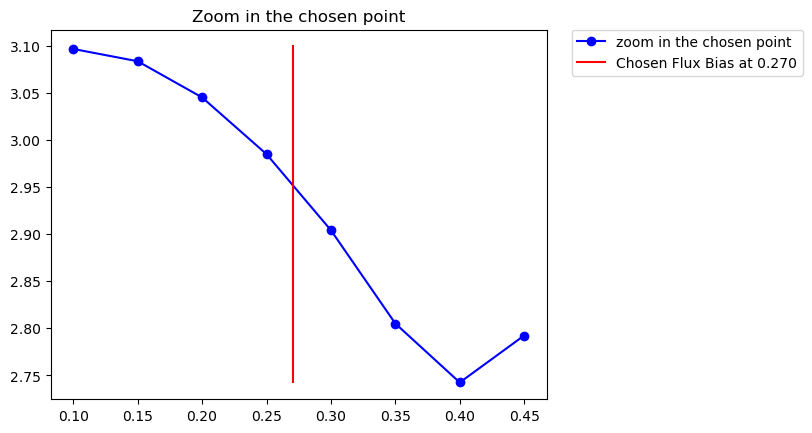 Zoom in the chosen point
zoom in the chosen point
Chosen Flux Bias at 0.270
3.10
3.05
3.00
2.95
2.90
2.85
2.80
2.75
0.10 0.15 0.20 0.25 0.30 0.35 0.40 0.45